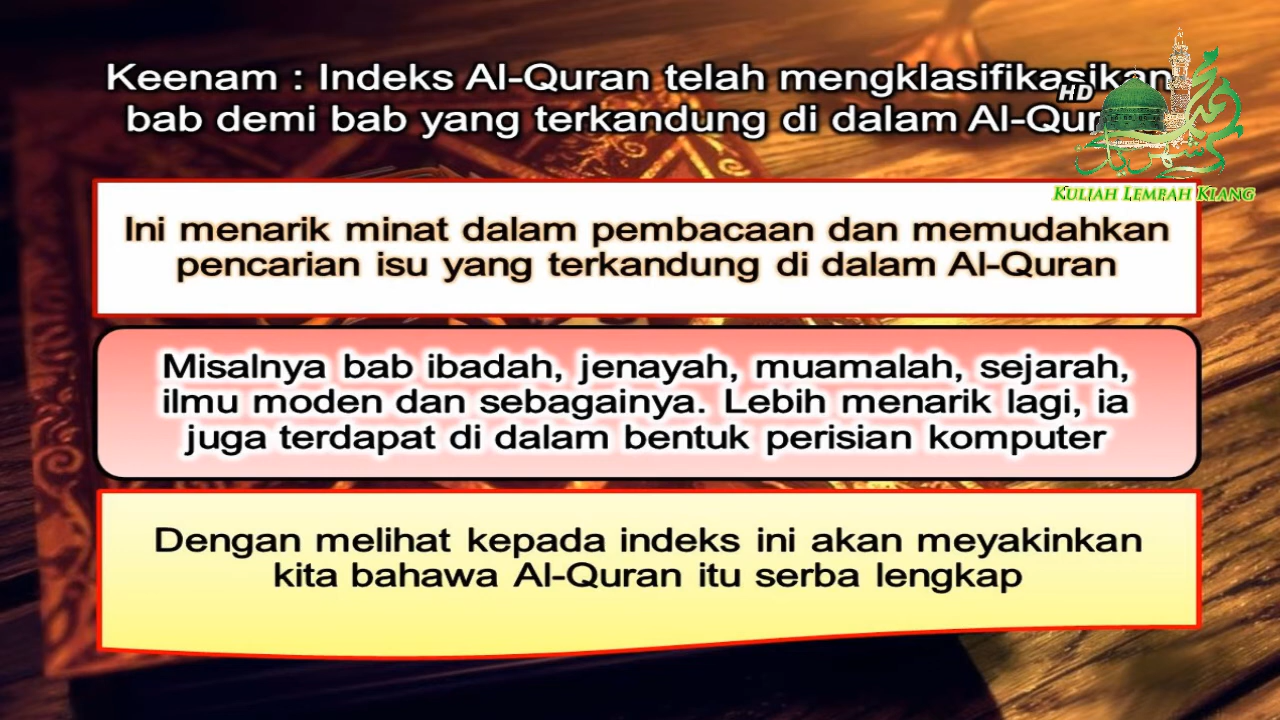 Keenam : Indeks Al-Quran telah mengklasifikasikan
bab demi bab yang terkandung di dalam
HD
KULIAH LEMBAH KLANG
Ini menarik minat dalam pembacaan dan memudahkan
pencarian isu yang terkandung di dalam Al-Quran
Misalnya bab ibadah, jenayah, muamalah, sejarah,
ilmu moden dan sebagainya. Lebih menarik lagi, ia
juga terdapat di dalam bentuk perisian komputer
Dengan melihat kepada indeks ini akan meyakinkan
kita bahawa Al-Quran itu serba lengkap